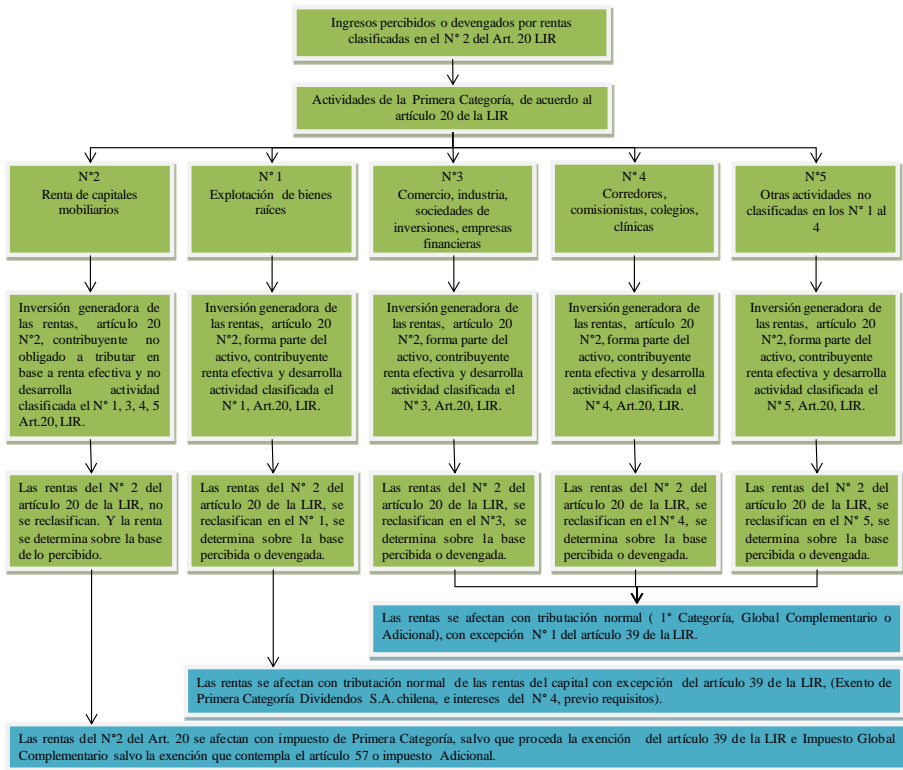 Ingresos percibidos o devengados por rentas
clasificadas en el N° 2 del Art. 20 LIR
Actividades de la Primera Categoría, de acuerdo al
artículo 20 de la LIR
N°2
Renta de capitales
mobiliarios
N° 1
Explotación de bienes
raíces
N°3
Comercio, industria,
sociedades de
inversiones, empresas
financieras
N° 4
Corredores,
comisionistas, colegios,
clínicas
N°5
Otras actividades no
clasificadas en los N° 1 al
4
Inversión generadora de
las rentas, artículo 20
N°2, contribuyente no
obligado a tributar en
base a renta efectiva y no
desarrolla actividad
clasificada el N° 1, 3, 4, 5
Art.20, LIR.
Inversión generadora de
las rentas, artículo 20
N°2, forma parte del
activo, contribuyente
renta efectiva y desarrolla
actividad clasificada el
N° 1, Art.20, LIR.
Inversión generadora de
las rentas, artículo 20
N°2, forma parte del
activo, contribuyente
renta efectiva y desarrolla
actividad clasificada el
N° 3, Art.20, LIR.
Inversión generadora de
las rentas, artículo 20
N°2, forma parte del
activo, contribuyente
renta efectiva y desarrolla
actividad clasificada el
N° 4, Art.20, LIR.
Inversión generadora de
las rentas, artículo 20
N°2, forma parte del
activo, contribuyente
renta efectiva y desarrolla
actividad clasificada el
N° 5, Art.20, LIR.
Las rentas del N° 2 del
artículo 20 de la LIR, no
se reclasifican. Y la renta
se determina sobre la base
de lo percibido.
Las rentas del N° 2 del
artículo 20 de la LIR, se
reclasifican en el N° 1, se
determina sobre la base
percibida o devengada.
Las rentas del N° 2 del
artículo 20 de la LIR, se
reclasifican en el N°3, se
determina sobre la base
percibida o devengada.
Las rentas del N° 2 del
artículo 20 de la LIR, se
reclasifican en el N° 4, se
determina sobre la base
percibida o devengada.
Las rentas del N° 2 del
artículo 20 de la LIR, se
reclasifican en el N° 5, se
determina sobre la base
percibida o devengada.
Las rentas se afectan con tributación normal ( 1° Categoría, Global Complementario o
Adicional), con excepción N° 1 del artículo 39 de la LIR.
Las rentas se afectan con tributación normal de las rentas del capital con excepción del artículo 39 de la LIR, (Exento de
Primera Categoría Dividendos S.A. chilena, e intereses del N° 4, previo requisitos).
Las rentas del N°2 del Art. 20 se afectan con impuesto de Primera Categoría, salvo que proceda la exención del artículo 39 de la LIR e Impuesto Global
Complementario salvo la exención que contempla el artículo 57 o impuesto Adicional.